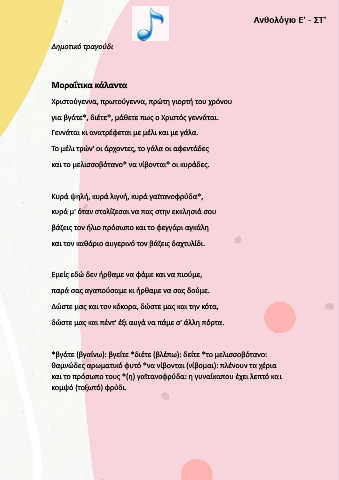 Ανθολόγιο Ε' - ΣΤ'
Δημοτικό τραγούδι
Μοραΐτικα κάλαντα
Χριστούγεννα, πρωτούγεννα, πρώτη γιορτή του χρόνου
για βγάτε*, διέτε*, μάθετε πως ο Χριστός γεννάται.
Γεννάται κι ανατρέφεται με μέλι και με γάλα.
Το μέλι τρών' οι άρχοντες, το γάλα οι αφεντάδες
και το μελισσοβότανο* να νίβονται* οι κυράδες.
Κυρά ψηλή, κυρά λιγνή, κυρά γαϊτανοφρύδα*,
κυρά μ' όταν στολίζεσαι να πας στην εκκλησιά σου
βάζεις τον ήλιο πρόσωπο και το φεγγάρι αγκάλη
και τον καθάριο αυγερινό τον βάζεις δαχτυλίδι.
Εμείς εδώ δεν ήρθαμε να φάμε και να πιούμε,
παρά σας αγαπούσαμε κι ήρθαμε να σας δούμε.
Δώστε μας και τον κόκορα, δώστε μας και την κότα,
δώστε μας και πέντ' έξι αυγά να πάμε σ' άλλη πόρτα.
*βγάτε (βγαίνω): βγείτε *διέτε (βλέπω): δείτε *το μελισσοβότανο:
θαμνώδες αρωματικό φυτό *να νίβονται (νίβομαι): πλένουν τα χέρια
και το πρόσωπο τους *(η) γαϊτανοφρύδα: η γυναίκαπου έχει λεπτό και
κομψό (τοξωτό) φρύδι.